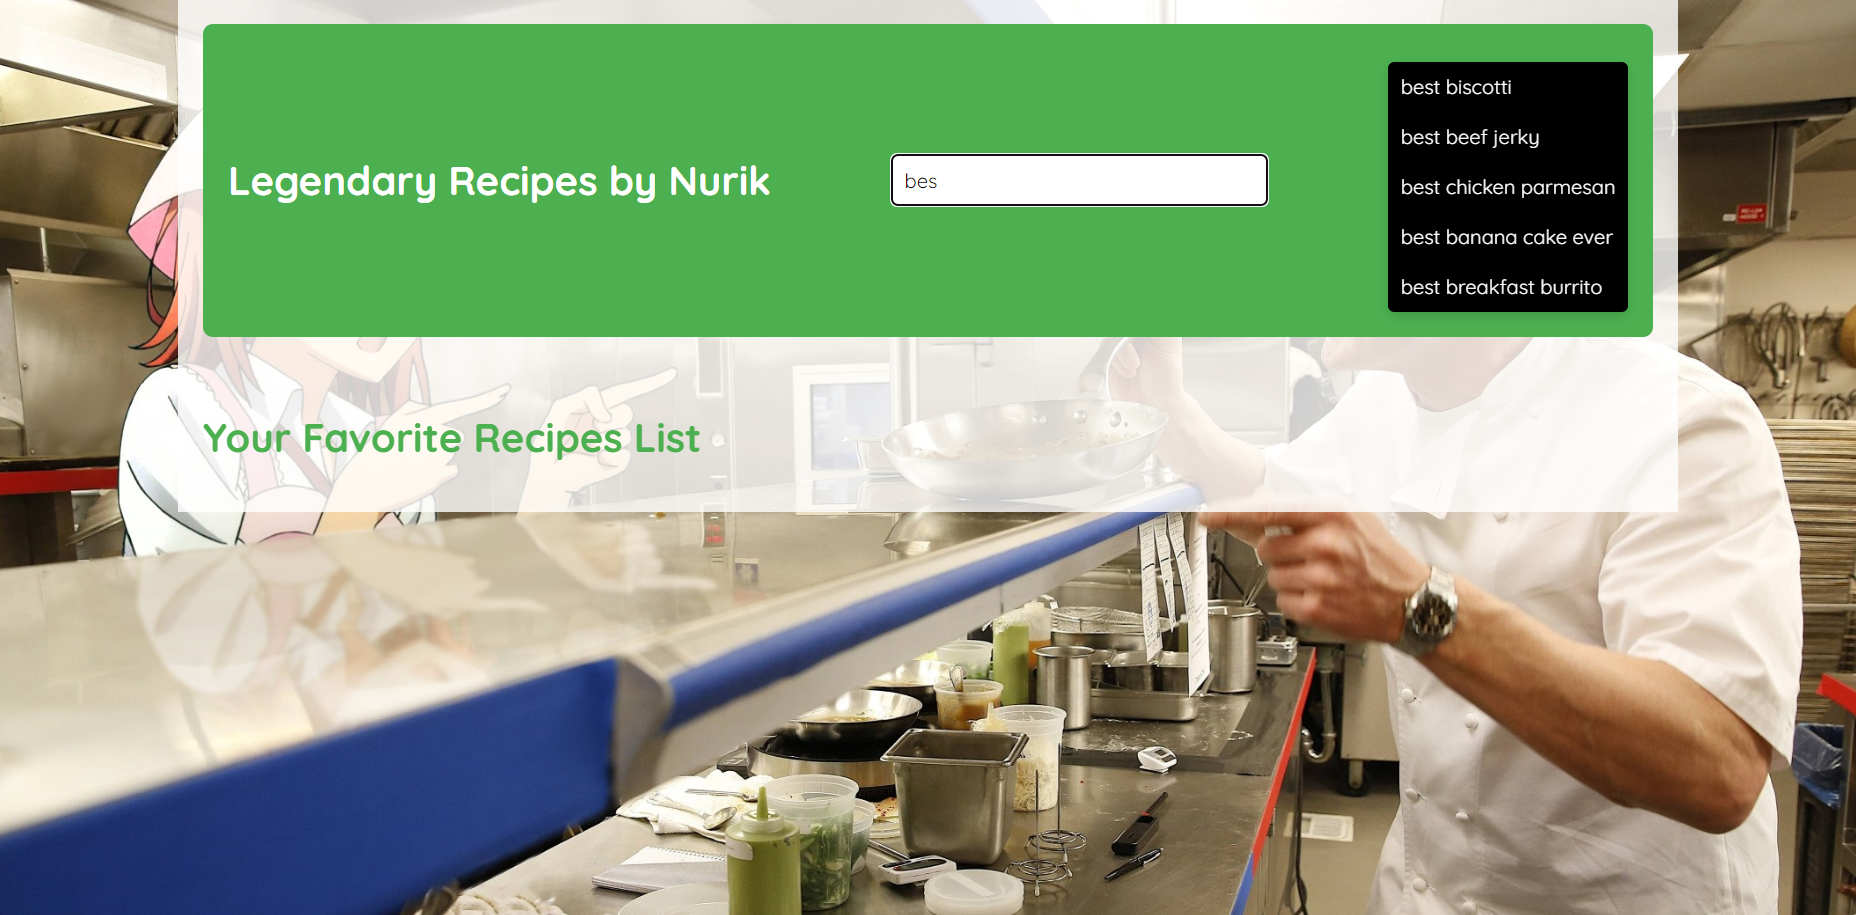 Legendary Recipes by Nurik
bes
best biscotti
best beef jerky
best chicken parmesan
best banana cake ever
best breakfast burrito
Your Favorite Recipes List